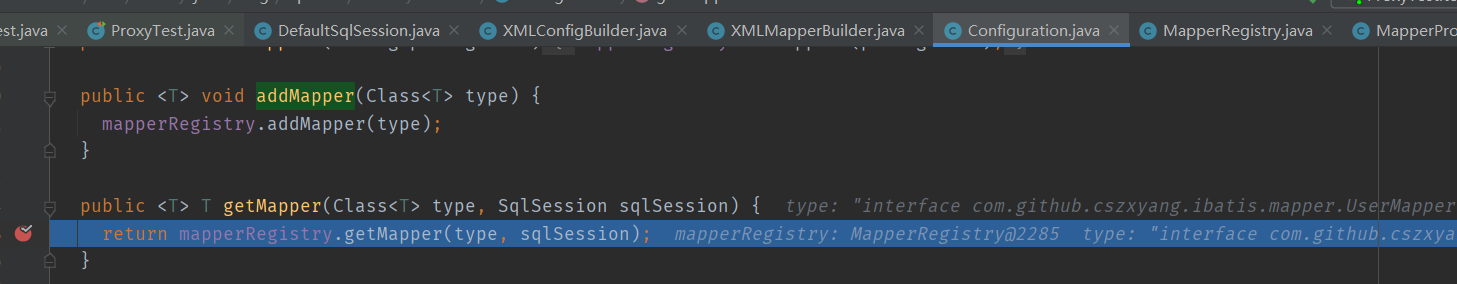 est.java × ProxyTest.java × DefaultSqlSession.java × XMLConfigBuilder.java × XMLMapperBuilder.java × Configuration.java × MapperRegistry.java × MapperPro
public <T> void addMapper(Class<T> type) {
mapperRegistry.addMapper(type);
}
public <T> T getMapper(Class<T> type, SqlSession sqlSession) { type: "interface com.github.cszxyang.ibatis.mapper.UserMapper
return mapperRegistry.getMapper(type, sqlSession); mapperRegistry: MapperRegistry@2285 type: "interface com.github.cszxya
}